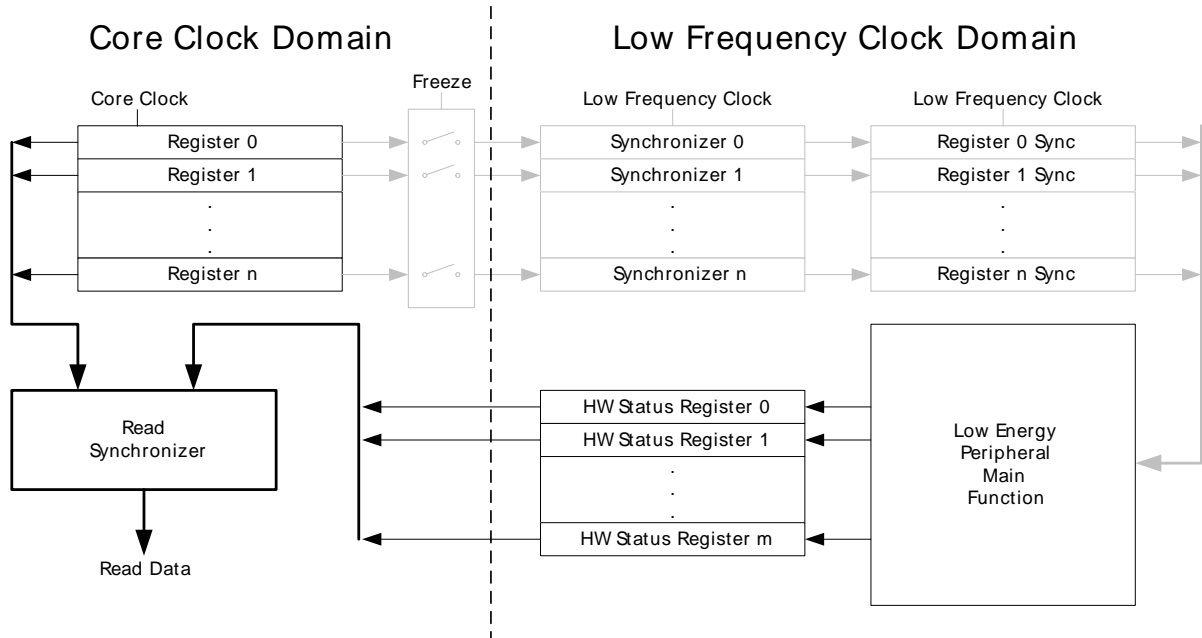 Core Clock Domain
Low Frequency Clock Domain
Freeze
Core Clock
Low Frequency Clock
Low Frequency Clock
Register 0
Synchronizer 0
Register 0 Sync
Register 1
Synchronizer 1
Register 1 Sync
.
.
.
.
.
.
.
.
.
Register n
Synchronizer n
Register n Sync
Read
Synchronizer
Read Data
HW Status Register 0
HW Status Register 1
.
.
.
HW Status Register m
Low Energy
Peripheral
Main
Function